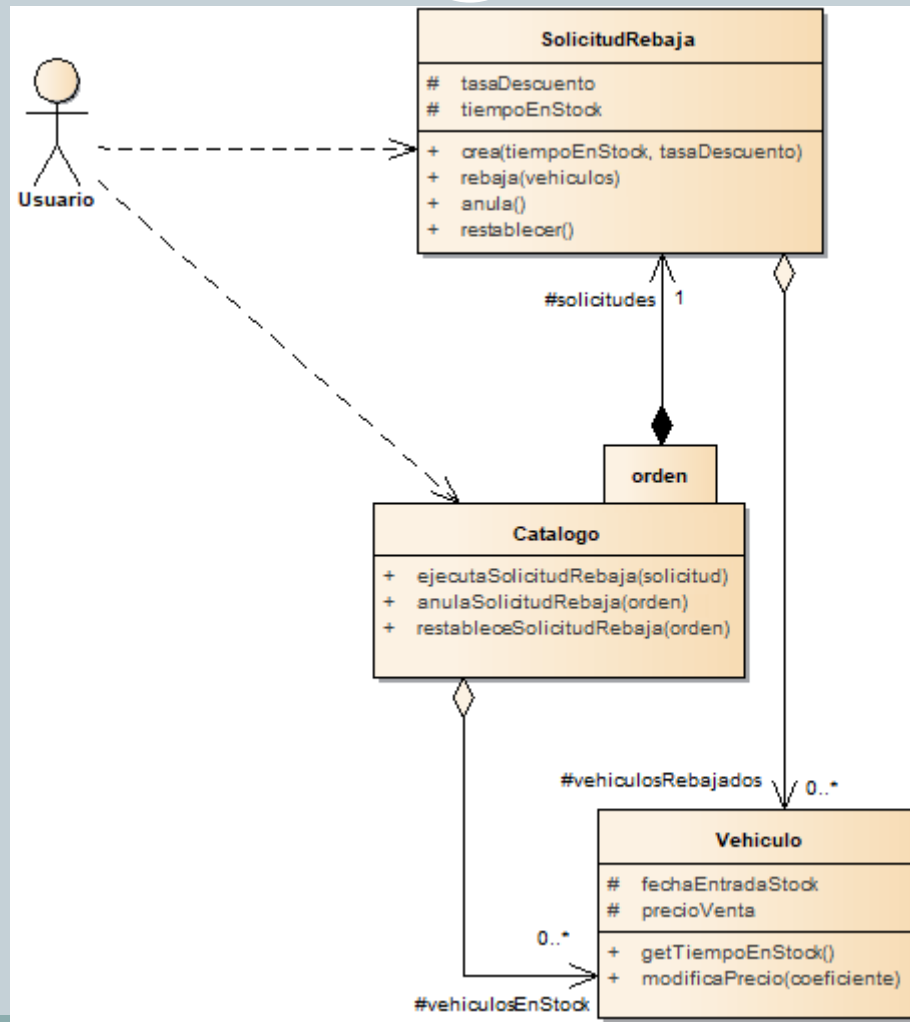 SolicitudRebaja
# tasaDescuento
# tiempoEnStock
+ crea(tiempoEnStock, tasaDescuento)
+ rebaja(vehiculos)
+ anula()
+ restablecer()
Usuario
#solicitudes 1
orden
Catalogo
+ ejecutaSolicitudRebaja(solicitud)
+ anulaSolicitudRebaja(orden)
+ restableceSolicitudRebaja(orden)
#vehiculosRebajados 0..*
Vehiculo
# fechaEntradaStock
# precioVenta
+ getTiempoEnStock()
+ modificaPrecio(coeficiente)
0..*
#vehiculosEnStock